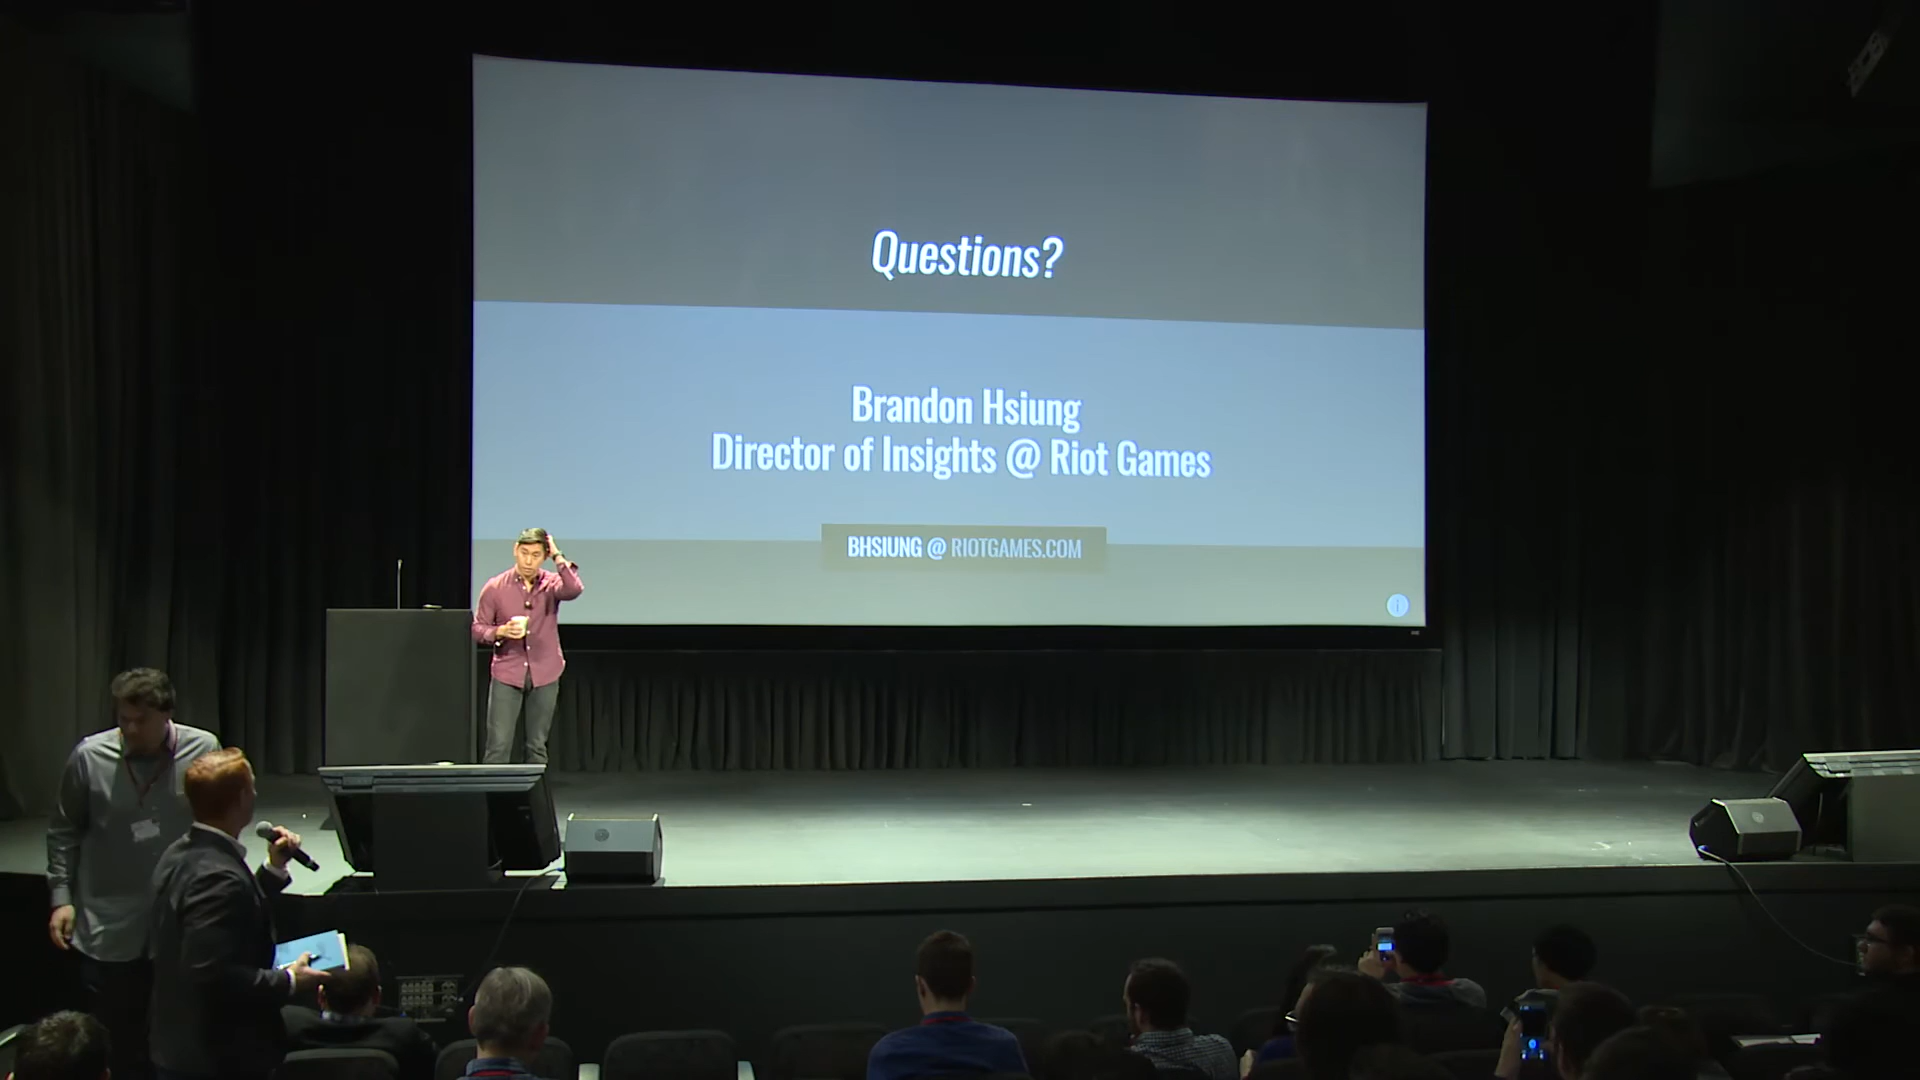 Questions?
Brandon Hsiung
Director of Insights @ Riot Games
BHSIUNG @ RIOTGAMES.COM
i